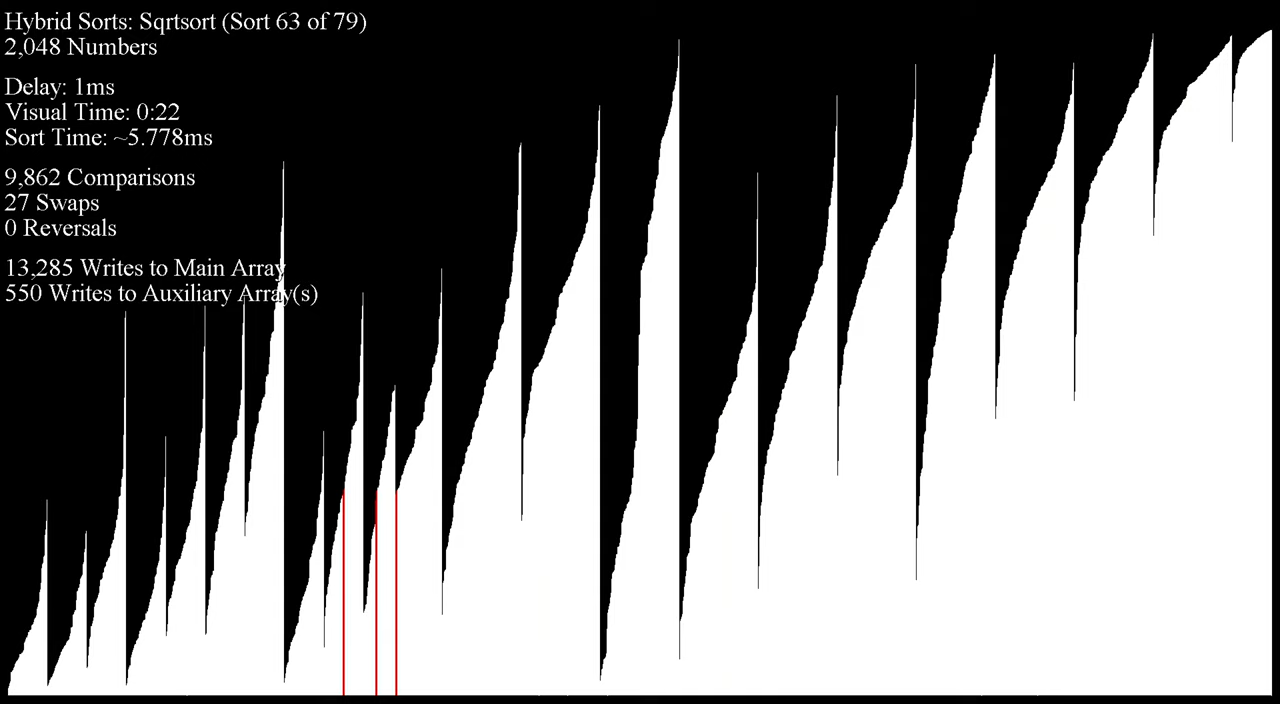 Hybrid Sorts: Sqrtsort (Sort 63 of 79)
2,048 Numbers
Delay: 1ms
Visual Time: 0:22
Sort Time: ~5.778ms
9,862 Comparisons
27 Swaps
0 Reversals
13,285 Writes to Main Array
550 Writes to Auxiliary Array(s)